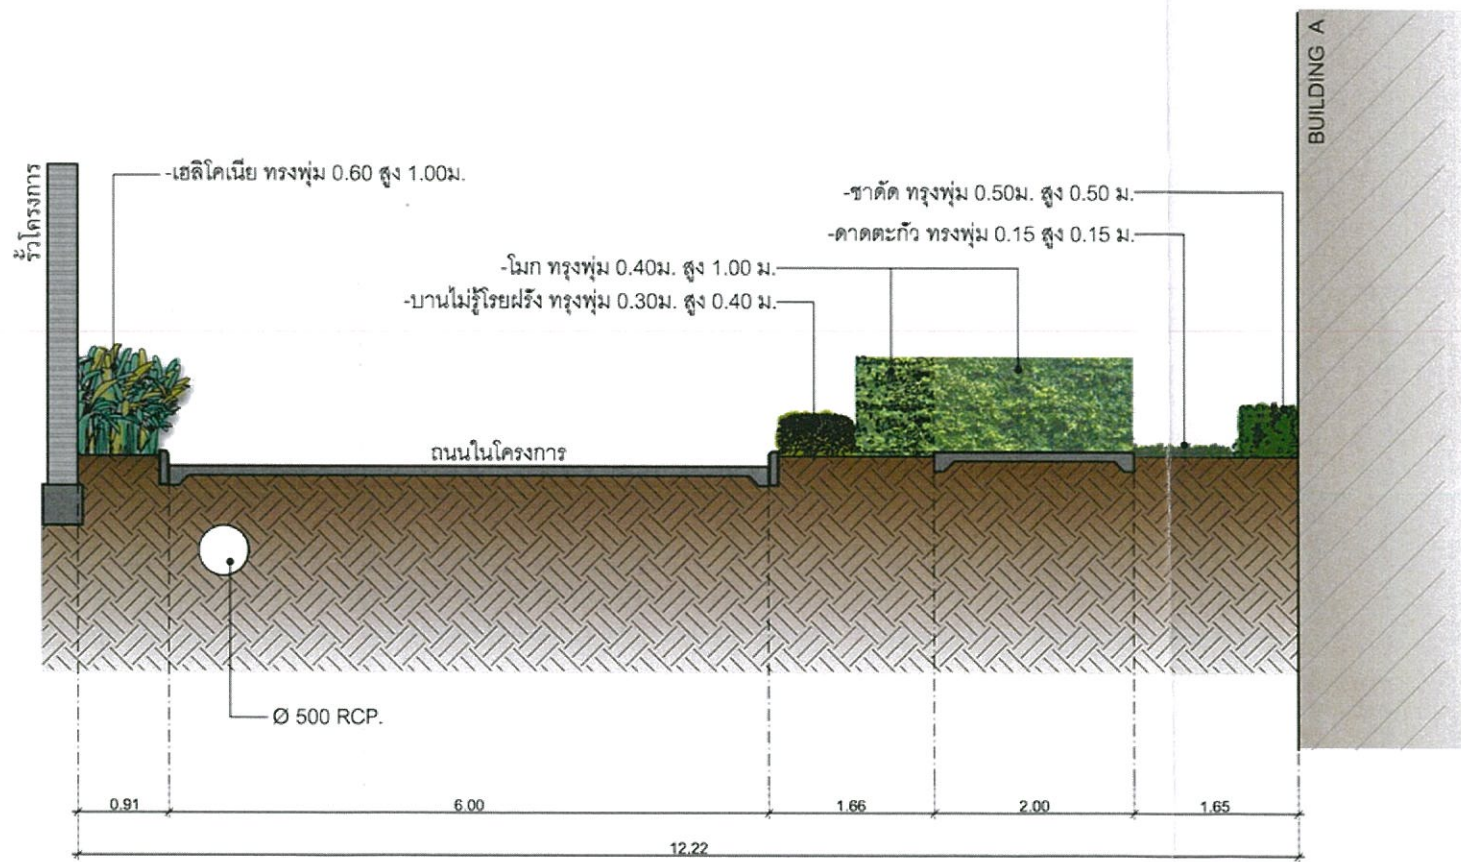 BUILDING A
รั้วโครงการ
-เฮลิโคเนีย ทรงพุ่ม 0.60 สูง 1.00ม.
-ชาดัด ทรุงพุ่ม 0.50ม. สูง 0.50 ม.
-ดาดตะกั่ว ทรงพุ่ม 0.15 สูง 0.15 ม.
-โมก ทรุงพุ่ม 0.40ม. สูง 1.00 ม.
-บานไม่รู้โรยฝรั่ง ทรุงพุ่ม 0.30ม. สูง 0.40 ม.
ถนนในโครงการ
Ø 500 RCP.
0.91 6.00 1.66 2.00 1.65
12.22